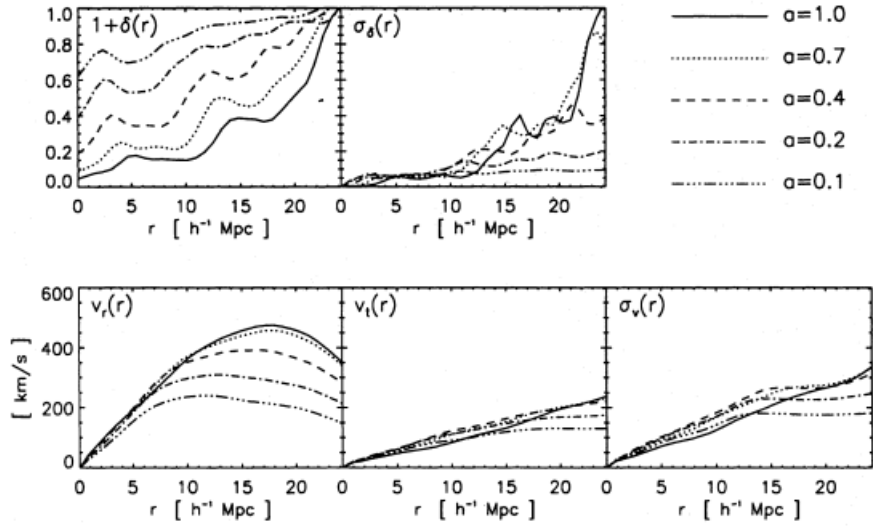 1+δ(r)
σδ(r)
1.0
0.8
0.6
0.4
0.2
0.0
0 5 10 15 20
r [ h⁻¹ Mpc ]
0 5 10 15 20
r [ h⁻¹ Mpc ]
a=1.0
a=0.7
a=0.4
a=0.2
a=0.1
vr(r)
vt(r)
σv(r)
[ km/s ]
600
400
200
0
0 5 10 15 20
r [ h⁻¹ Mpc ]
0 5 10 15 20
r [ h⁻¹ Mpc ]
0 5 10 15 20
r [ h⁻¹ Mpc ]